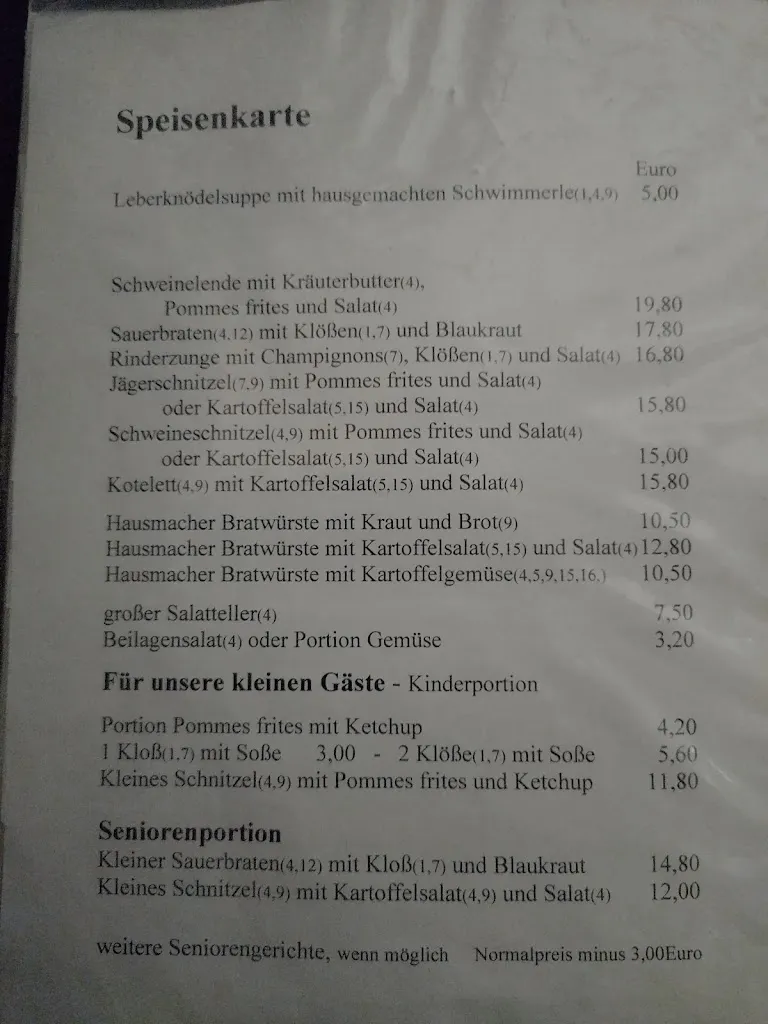 Speisenkarte
Euro
Leberknödelsuppe mit hausgemachten Schwimmerle(1,4,9) 5,00
Schweinelende mit Kräuterbutter(4),
Pommes frites und Salat(4) 19,80
Sauerbraten(4,12) mit Klößen(1,7) und Blaukraut 17,80
Rinderzunge mit Champignons(7), Klößen(1,7) und Salat(4) 16,80
Jägerschnitzel(7,9) mit Pommes frites und Salat(4)
oder Kartoffelsalat(5,15) und Salat(4) 15,80
Schweineschnitzel(4,9) mit Pommes frites und Salat(4)
oder Kartoffelsalat(5,15) und Salat(4) 15,00
Kotelett(4,9) mit Kartoffelsalat(5,15) und Salat(4) 15,80
Hausmacher Bratwürste mit Kraut und Brot(9) 10,50
Hausmacher Bratwürste mit Kartoffelsalat(5,15) und Salat(4) 12,80
Hausmacher Bratwürste mit Kartoffelgemüse(4,5,9,15,16,) 10,50
großer Salatteller(4) 7,50
Beilagensalat(4) oder Portion Gemüse 3,20
Für unsere kleinen Gäste - Kinderportion
Portion Pommes frites mit Ketchup 4,20
1 Kloß(1,7) mit Soße 3,00 - 2 Klöße(1,7) mit Soße 5,60
Kleines Schnitzel(4,9) mit Pommes frites und Ketchup 11,80
Seniorenportion
Kleiner Sauerbraten(4,12) mit Kloß(1,7) und Blaukraut 14,80
Kleines Schnitzel(4,9) mit Kartoffelsalat(4,9) und Salat(4) 12,00
weitere Seniorengerichte, wenn möglich Normalpreis minus 3,00Euro